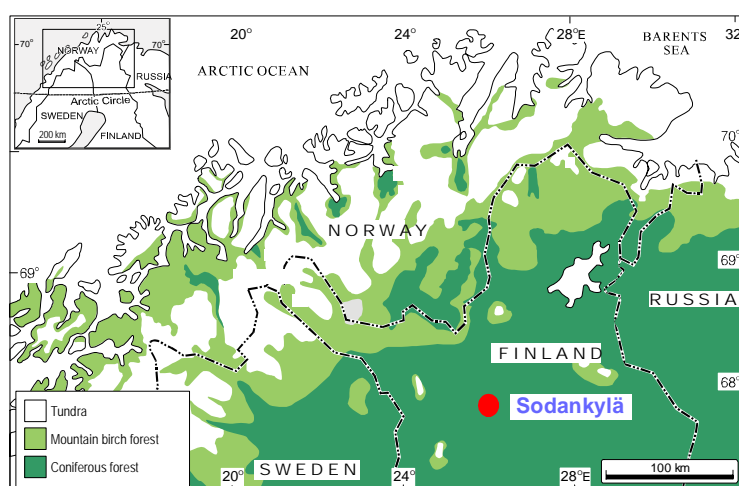 25°
70°
70°
NORWAY
RUSSIA
Arctic Circle
SWEDEN
FINLAND
200 km
20°
24°
28°E
32
ARCTIC OCEAN
BARENTS
SEA
70°
NORWAY
69°
69°
RUSSIA
FINLAND
68°
Sodankylä
Tundra
Mountain birch forest
Coniferous forest
20°
SWEDEN
24°
28°E
100 km